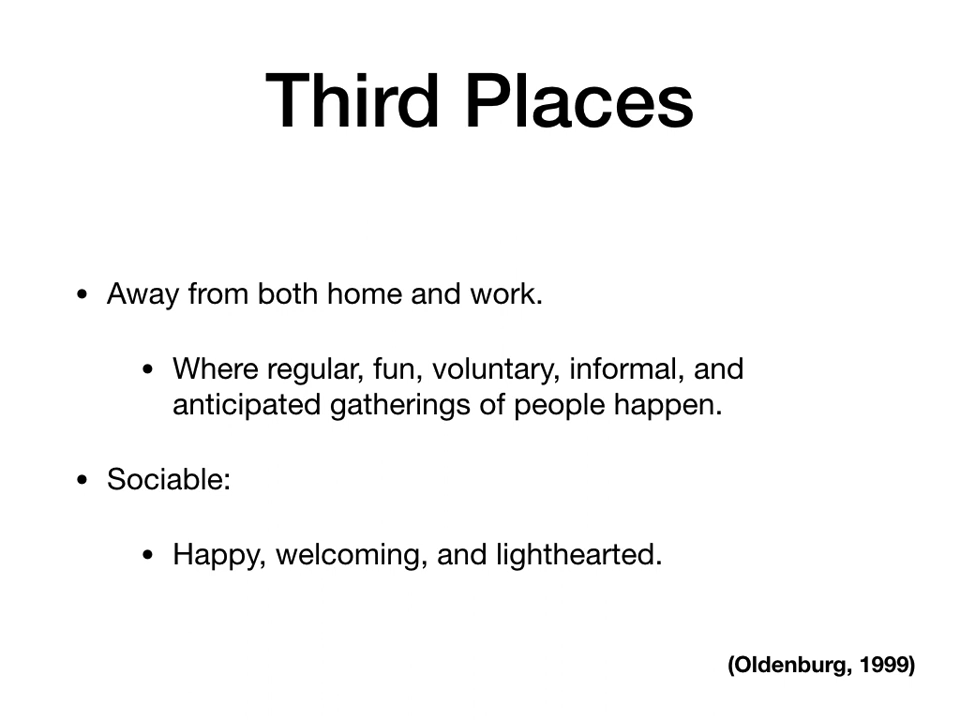 Third Places
• Away from both home and work.
• Where regular, fun, voluntary, informal, and
anticipated gatherings of people happen.
• Sociable:
• Happy, welcoming, and lighthearted.
(Oldenburg, 1999)